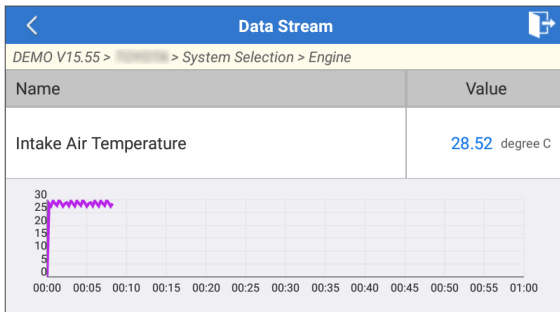 Data Stream
DEMO V15.55 > > System Selection > Engine
Name Value
Intake Air Temperature 28.52 degree C
30
25
20
15
10
5
0
00:00 00:05 00:10 00:15 00:20 00:25 00:30 00:35 00:40 00:45 00:50 00:55 01:00